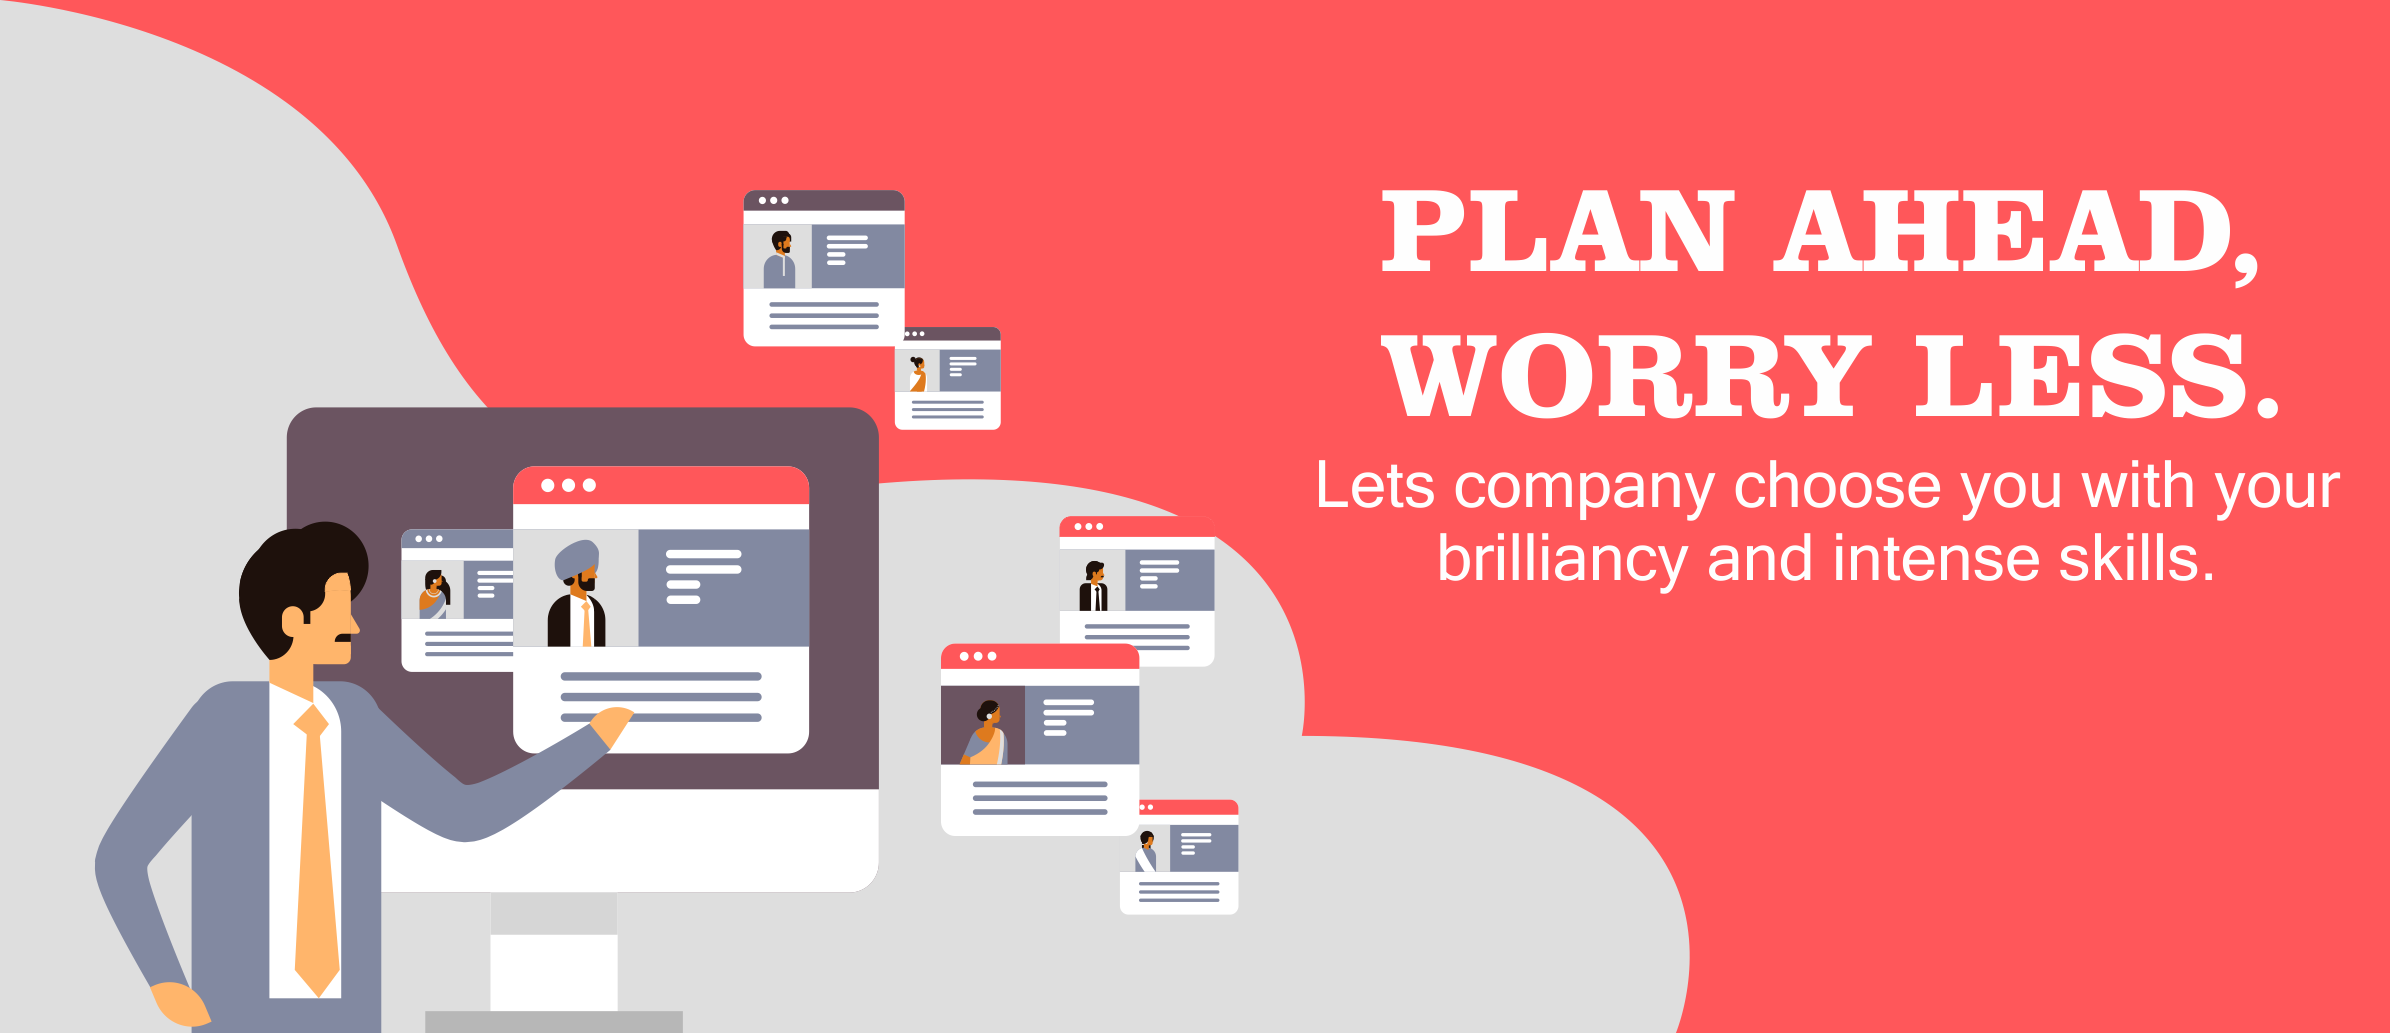 PLAN AHEAD,
WORRY LESS.
Lets company choose you with your
brilliancy and intense skills.